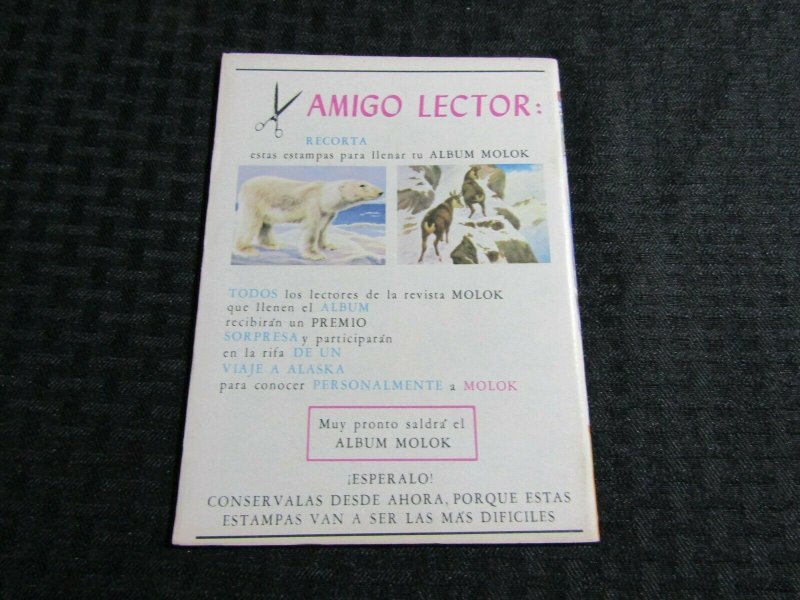 AMIGO LECTOR:
RECORTA
estas estampas para llenar tu ALBUM MOLOK
TODOS los lectores de la revista MOLOK
que llenen el ALBUM
recibirán un PREMIO
SORPRESA y participarán
en la rifa DE UN
VIAJE A ALASKA
para conocer PERSONALMENTE a MOLOK
Muy pronto saldrá el
ALBUM MOLOK
¡ESPERALO!
CONSERVALAS DESDE AHORA, PORQUE ESTAS
ESTAMPAS VAN A SER LAS MÁS DIFICILES